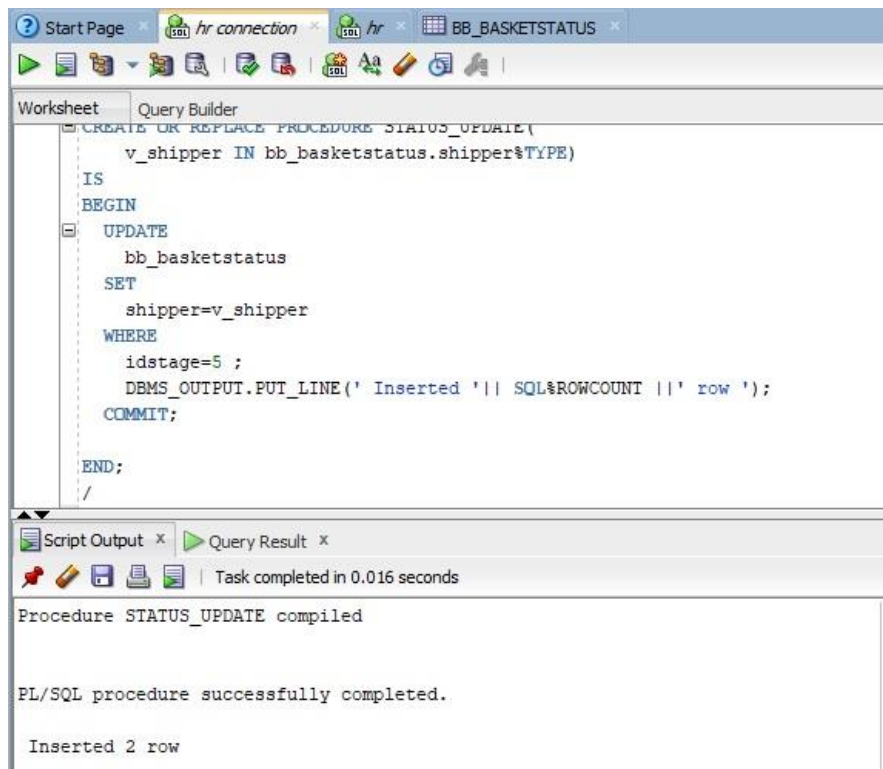 Start Page hr connection hr BB_BASKETSTATUS
Worksheet Query Builder
CREATE OR REPLACE PROCEDURE STATUS_UPDATE(
v_shipper IN bb_basketstatus.shipper%TYPE)
IS
BEGIN
UPDATE
bb_basketstatus
SET
shipper=v_shipper
WHERE
idstage=5 ;
DBMS_OUTPUT.PUT_LINE(' Inserted '|| SQL%ROWCOUNT ||' row ');
COMMIT;
END;
/
Script Output x Query Result x
Task completed in 0.016 seconds
Procedure STATUS_UPDATE compiled
PL/SQL procedure successfully completed.
Inserted 2 row